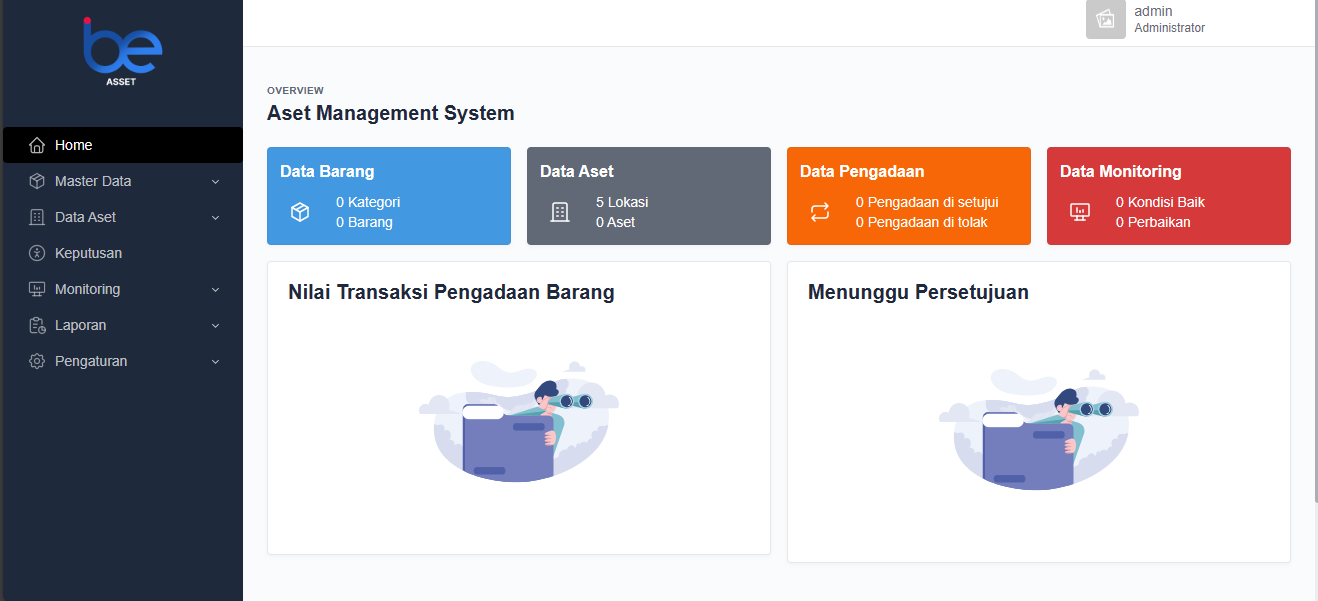 be
ASSET
admin
Administrator
Home
Master Data
Data Aset
Keputusan
Monitoring
Laporan
Pengaturan
OVERVIEW
Aset Management System
Data Barang
0 Kategori
0 Barang
Data Aset
5 Lokasi
0 Aset
Data Pengadaan
0 Pengadaan di setujui
0 Pengadaan di tolak
Data Monitoring
0 Kondisi Baik
0 Perbaikan
Nilai Transaksi Pengadaan Barang
Menunggu Persetujuan